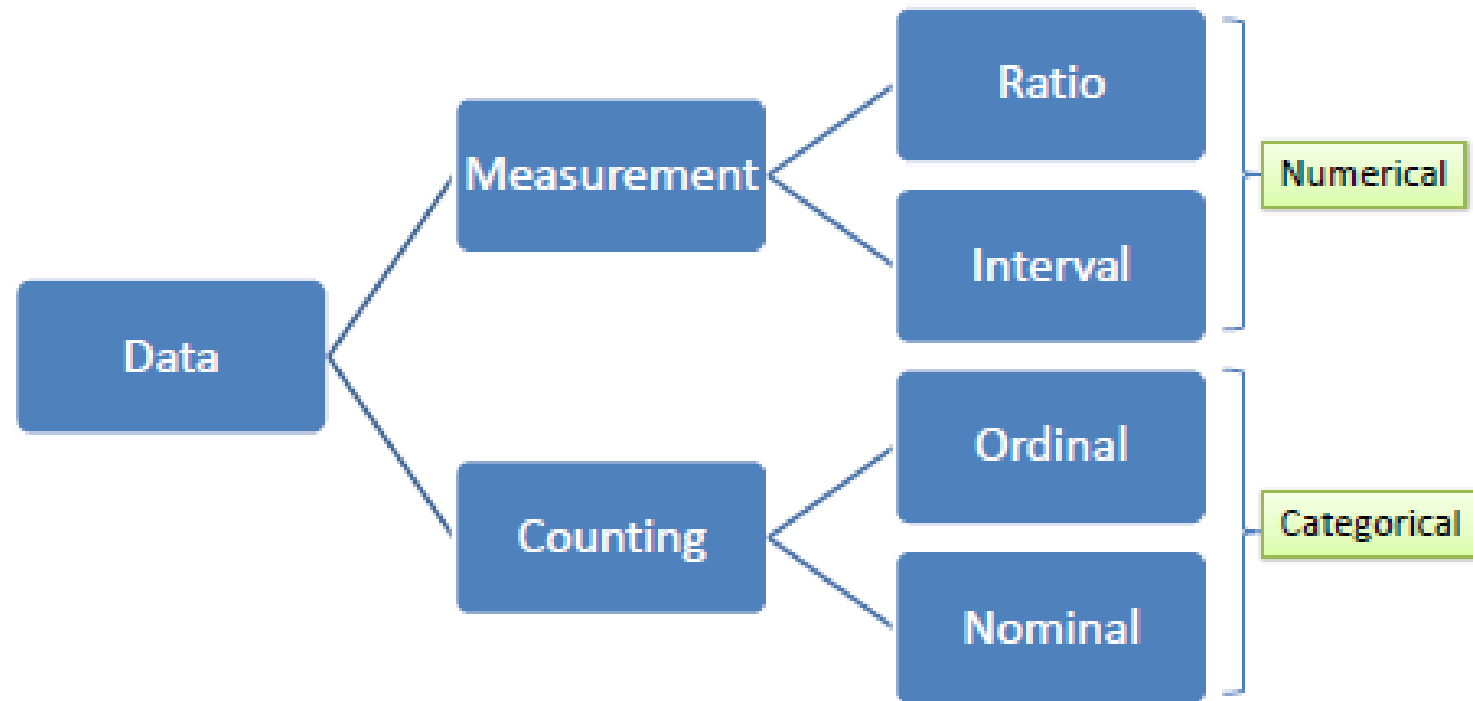 Data
Measurement
Counting
Ratio
Interval
Ordinal
Nominal
Numerical
Categorical